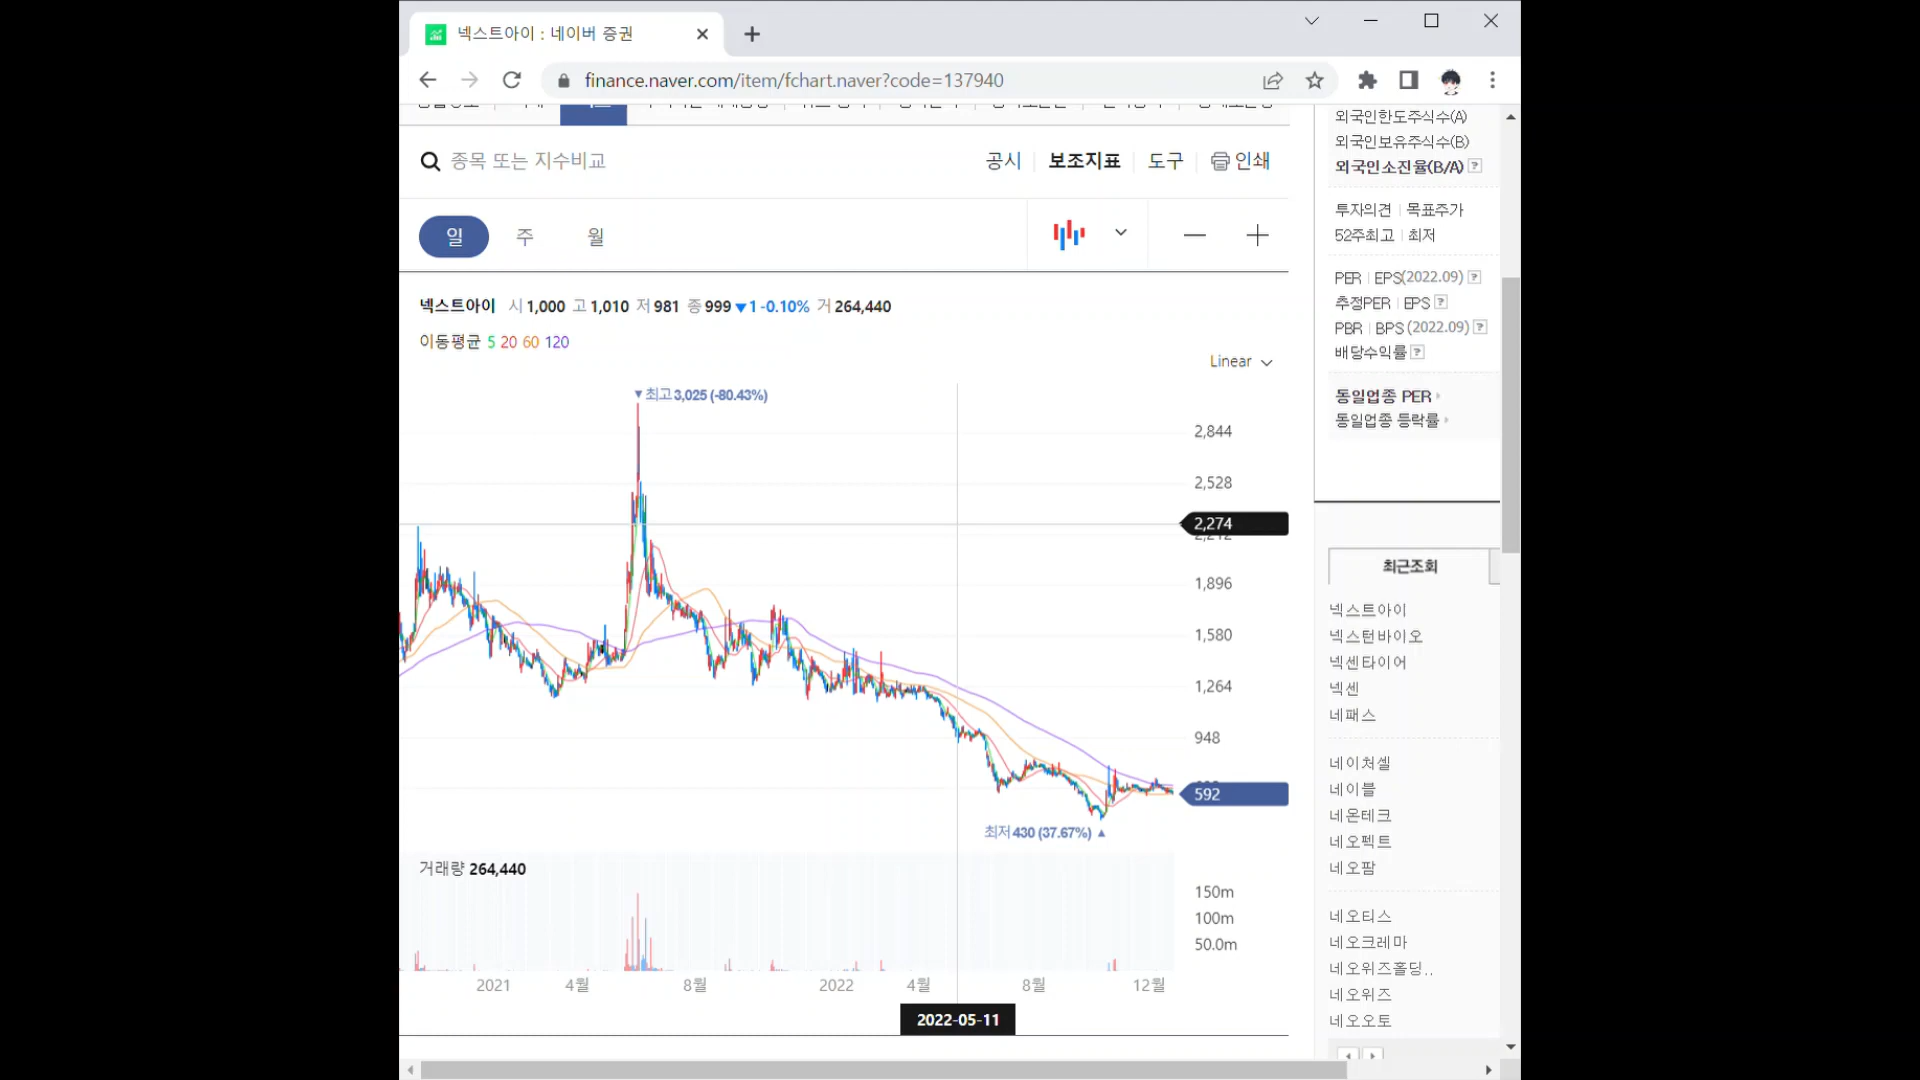 넥스트아이 : 네이버 증권
finance.naver.com/item/fchart.naver?code=137940
종목 또는 지수비교
공시 보조지표 도구 인쇄
일 주 월
넥스트아이 시 1,000 고 1,010 저 981 종 999 ▼1 -0.10% 거 264,440
이동평균 5 20 60 120
Linear
▼최고 3,025 (-80.43%)
2,844
2,528
2,274
2,212
1,896
1,580
1,264
948
592
최저 430 (37.67%) ▲
거래량 264,440
150m
100m
50.0m
2021 4월 8월 2022 4월 8월 12월
2022-05-11
외국인한도주식수(A)
외국인보유주식수(B)
외국인소진율(B/A) ?
투자의견 | 목표주가
52주최고 | 최저
PER | EPS(2022.09) ?
추정PER | EPS ?
PBR | BPS (2022.09) ?
배당수익률 ?
동일업종 PER
동일업종 등락률
최근조회
넥스트아이
넥스턴바이오
넥센타이어
넥센
네패스
네이처셀
네이블
네온테크
네오펙트
네오팜
네오티스
네오크레마
네오위즈홀딩..
네오위즈
네오오토